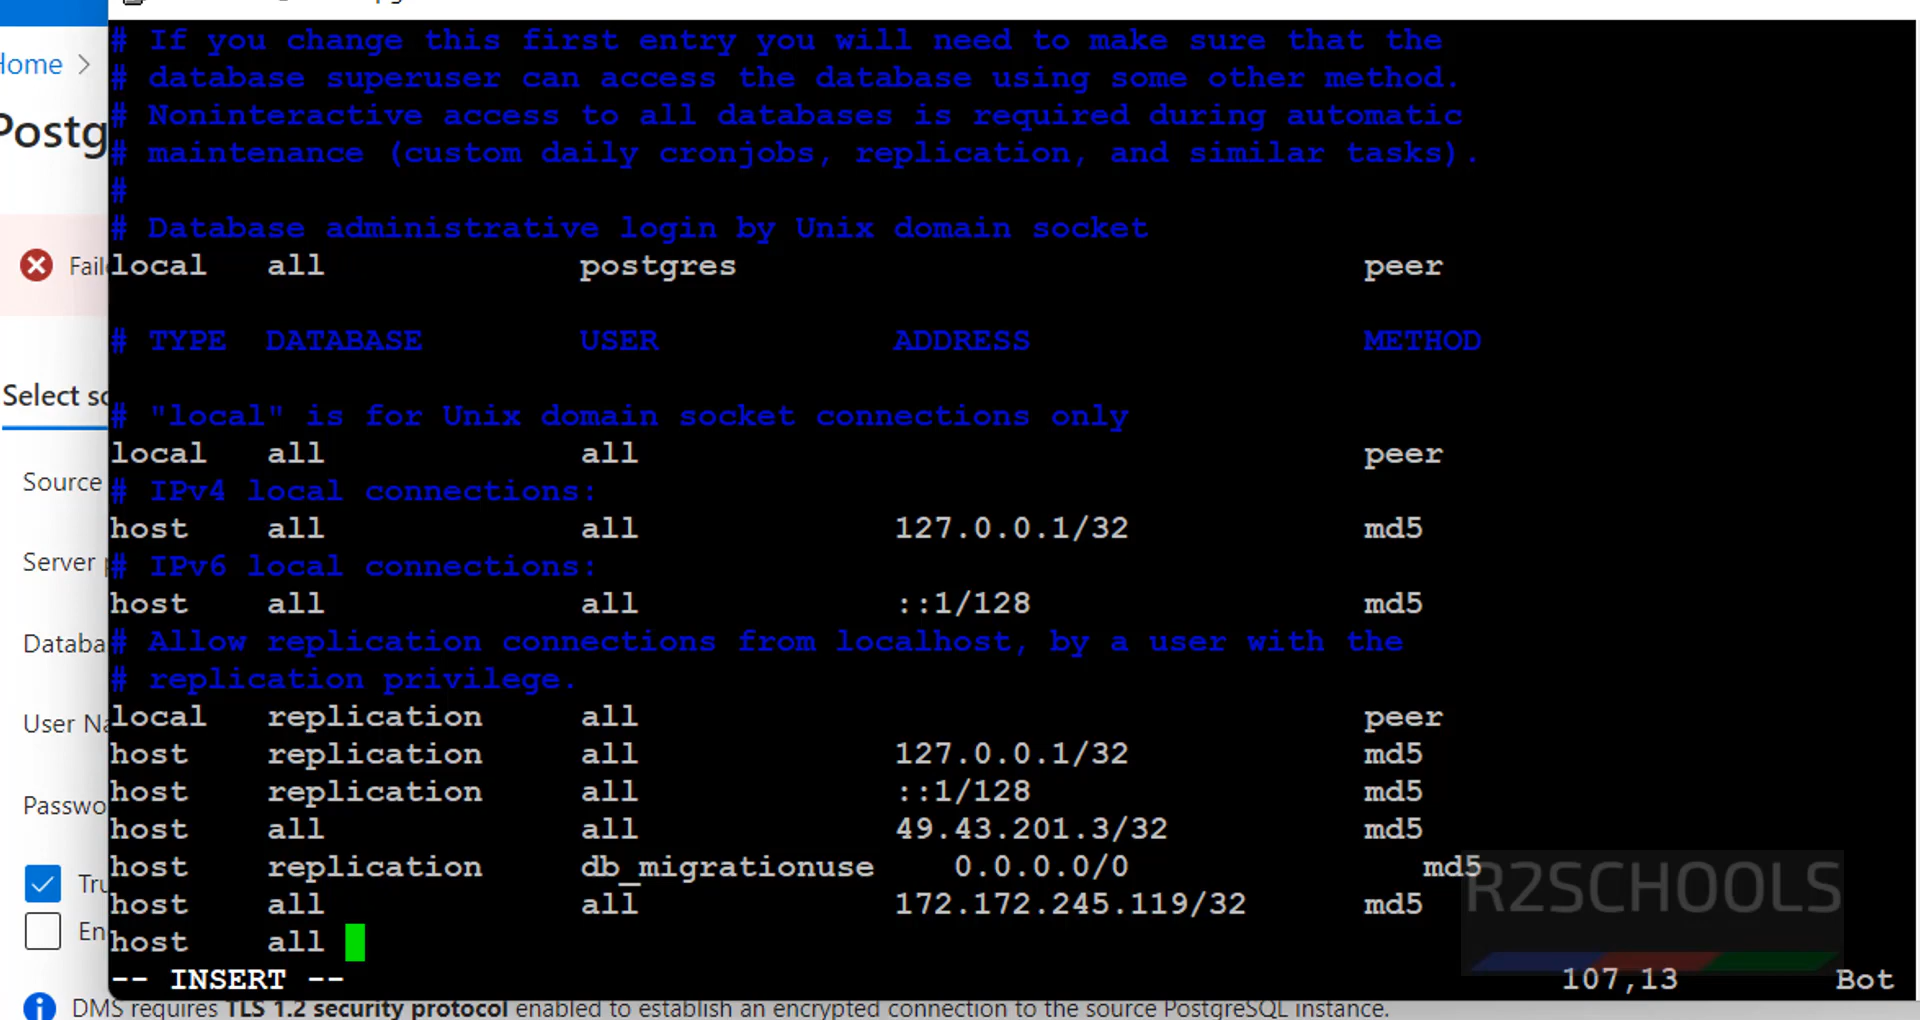 # If you change this first entry you will need to make sure that the
Home >
# database superuser can access the database using some other method.
# Noninteractive access to all databases is required during automatic
Postg
# maintenance (custom daily cronjobs, replication, and similar tasks).
#
# Database administrative login by Unix domain socket
Faile
local all postgres peer
# TYPE DATABASE USER ADDRESS METHOD
Select so
# "local" is for Unix domain socket connections only
local all all peer
Source
# IPv4 local connections:
host all all 127.0.0.1/32 md5
Server p
# IPv6 local connections:
host all all ::1/128 md5
Databa
# Allow replication connections from localhost, by a user with the
# replication privilege.
User Na
local replication all peer
host replication all 127.0.0.1/32 md5
Passwo
host replication all ::1/128 md5
host all all 49.43.201.3/32 md5
host replication db_migrationuse 0.0.0.0/0 md5
Tru
R2SCHOOLS
host all all 172.172.245.119/32 md5
En
host all
-- INSERT -- 107,13 Bot
DMS requires TLS 1.2 security protocol enabled to establish an encrypted connection to the source PostgreSQL instance.